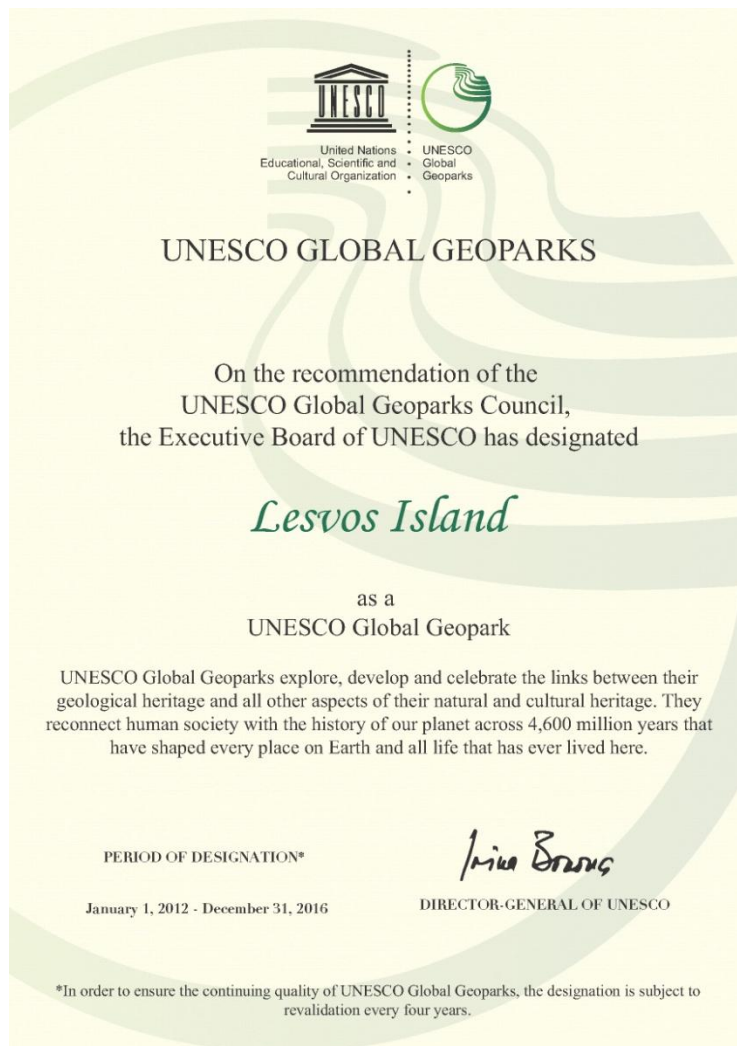 UNESCO
United Nations
Educational, Scientific and
Cultural Organization
UNESCO
Global
Geoparks
UNESCO GLOBAL GEOPARKS
On the recommendation of the
UNESCO Global Geoparks Council,
the Executive Board of UNESCO has designated
Lesvos Island
as a
UNESCO Global Geopark
UNESCO Global Geoparks explore, develop and celebrate the links between their
geological heritage and all other aspects of their natural and cultural heritage. They
reconnect human society with the history of our planet across 4,600 million years that
have shaped every place on Earth and all life that has ever lived here.
PERIOD OF DESIGNATION*
January 1, 2012 - December 31, 2016
Irina Bokova
DIRECTOR-GENERAL OF UNESCO
*In order to ensure the continuing quality of UNESCO Global Geoparks, the designation is subject to
revalidation every four years.